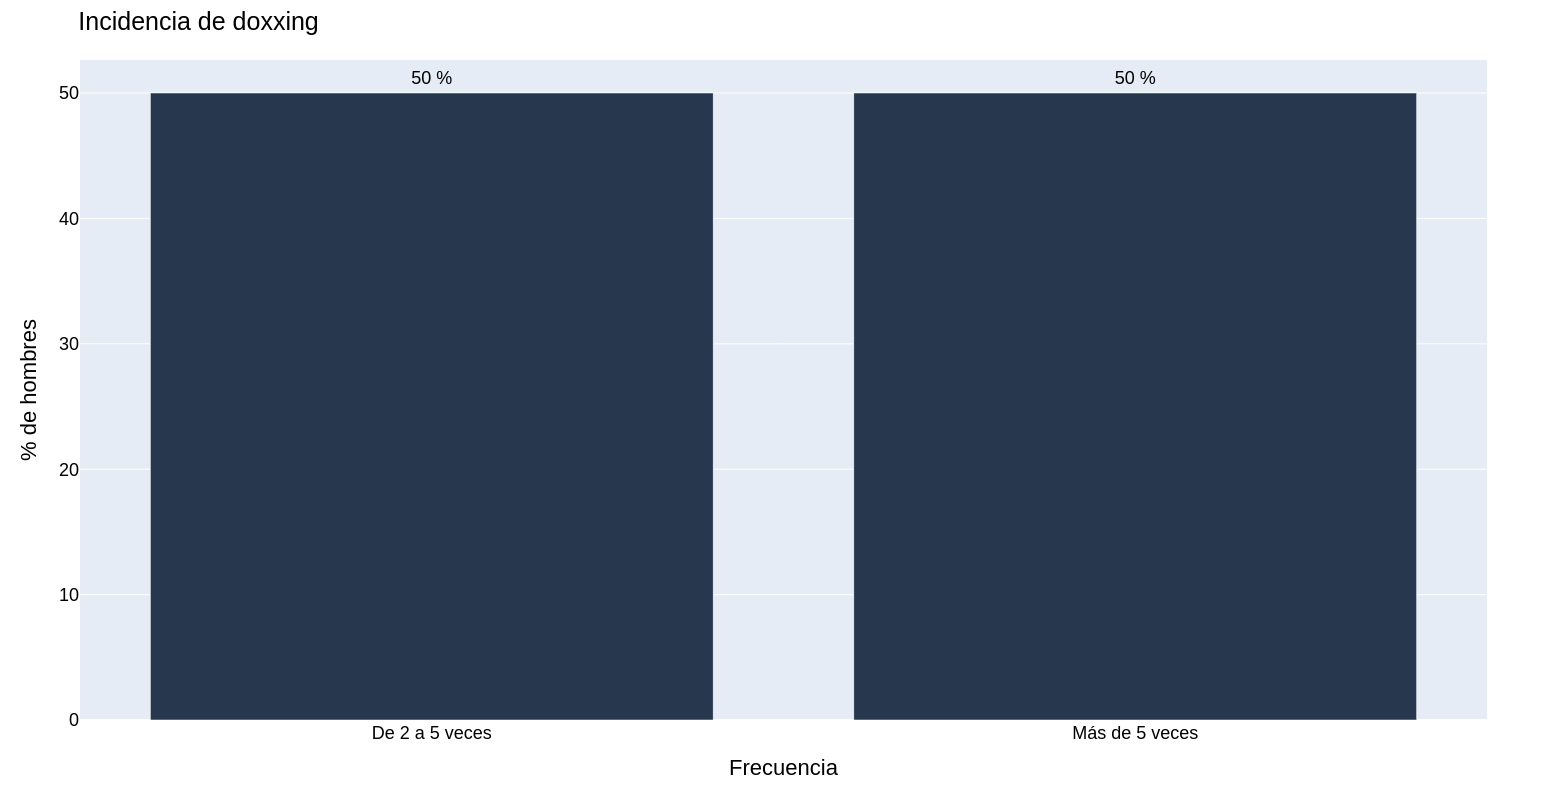 Incidencia de doxxing
50 %
50 %
50
40
30
20
10
0
% de hombres
De 2 a 5 veces
Más de 5 veces
Frecuencia